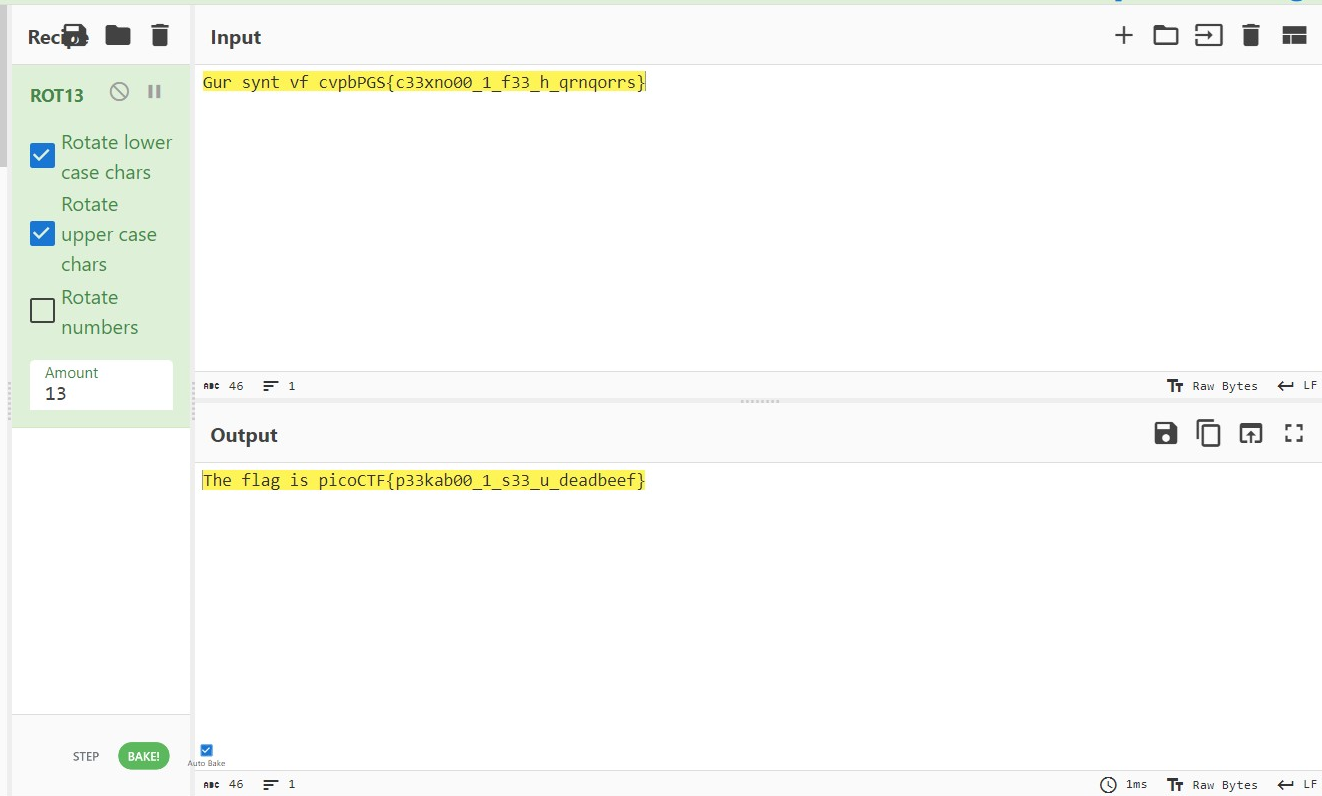 Recipe
ROT13
Rotate lower
case chars
Rotate
upper case
chars
Rotate
numbers
Amount
13
STEP
BAKE!
Auto Bake
Input
Gur synt vf cvpbPGS{c33xno00_1_f33_h_qrnqorrs}
ABC 46 1
Raw Bytes LF
Output
The flag is picoCTF{p33kab00_1_s33_u_deadbeef}
ABC 46 1
1ms Raw Bytes LF